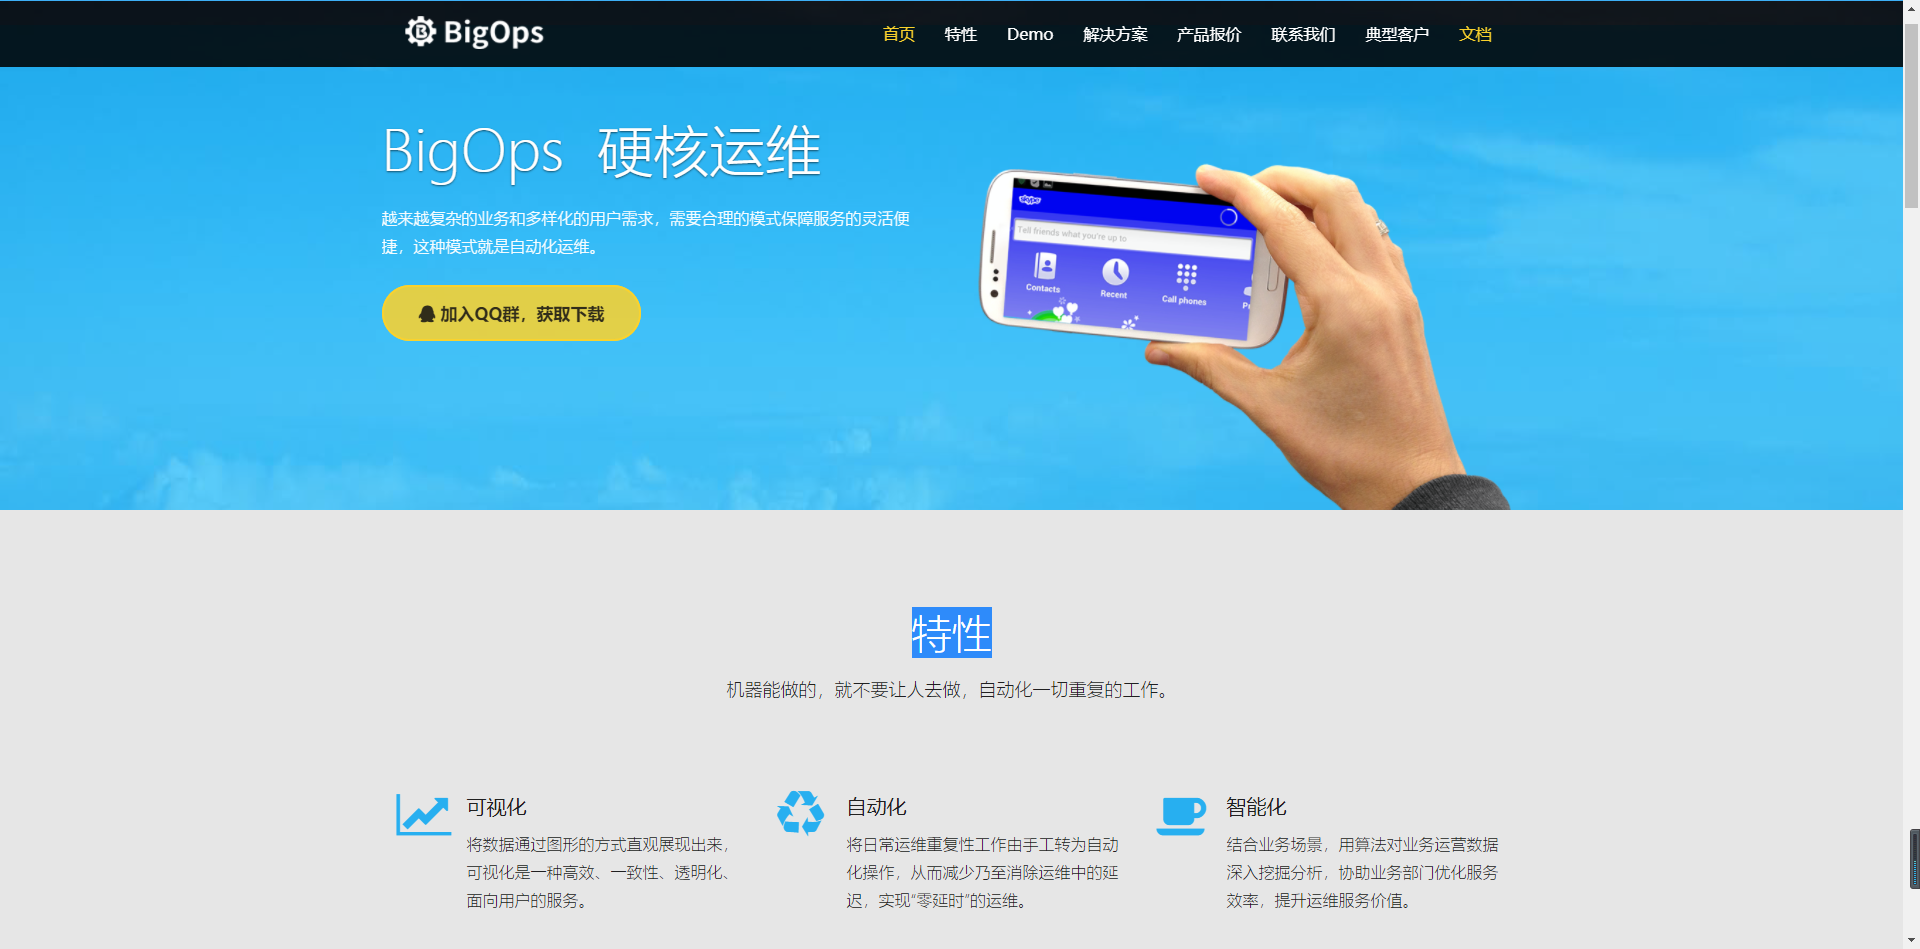 BigOps
首页 特性 Demo 解决方案 产品报价 联系我们 典型客户 文档
BigOps 硬核运维
越来越复杂的业务和多样化的用户需求，需要合理的模式保障服务的灵活便
捷，这种模式就是自动化运维。
加入QQ群，获取下载
skype
Tell friends what you're up to
Contacts
Recent
Call phones
特性
机器能做的，就不要让人去做，自动化一切重复的工作。
可视化
将数据通过图形的方式直观展现出来，
可视化是一种高效、一致性、透明化、
面向用户的服务。
自动化
将日常运维重复性工作由手工转为自动
化操作，从而减少乃至消除运维中的延
迟，实现“零延时”的运维。
智能化
结合业务场景，用算法对业务运营数据
深入挖掘分析，协助业务部门优化服务
效率，提升运维服务价值。